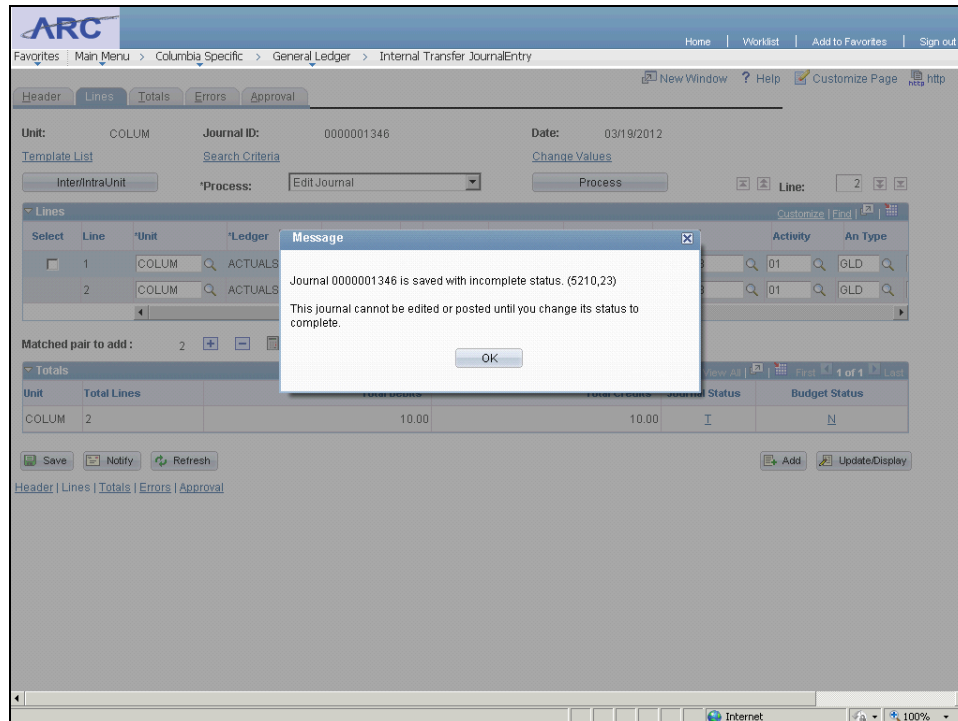 ARC
Home | Worklist | Add to Favorites | Sign out
Favorites Main Menu > Columbia Specific > General Ledger > Internal Transfer JournalEntry
New Window ? Help Customize Page http
Header Lines Totals Errors Approval
Unit: COLUM Journal ID: 0000001346 Date: 03/19/2012
Template List Search Criteria Change Values
Inter/IntraUnit *Process: Edit Journal Process Line: 2
Lines Customize | Find |
Select Line *Unit *Ledger Activity An Type
1 COLUM ACTUALS 01 GLD
2 COLUM ACTUALS 01 GLD
Message
Journal 0000001346 is saved with incomplete status. (5210,23)
This journal cannot be edited or posted until you change its status to
complete.
OK
Matched pair to add : 2
Totals View All | First 1 of 1 Last
Unit Total Lines Total Debits Total Credits Journal Status Budget Status
COLUM 2 10.00 10.00 T N
Save Notify Refresh Add Update/Display
Header | Lines | Totals | Errors | Approval
Internet 100%